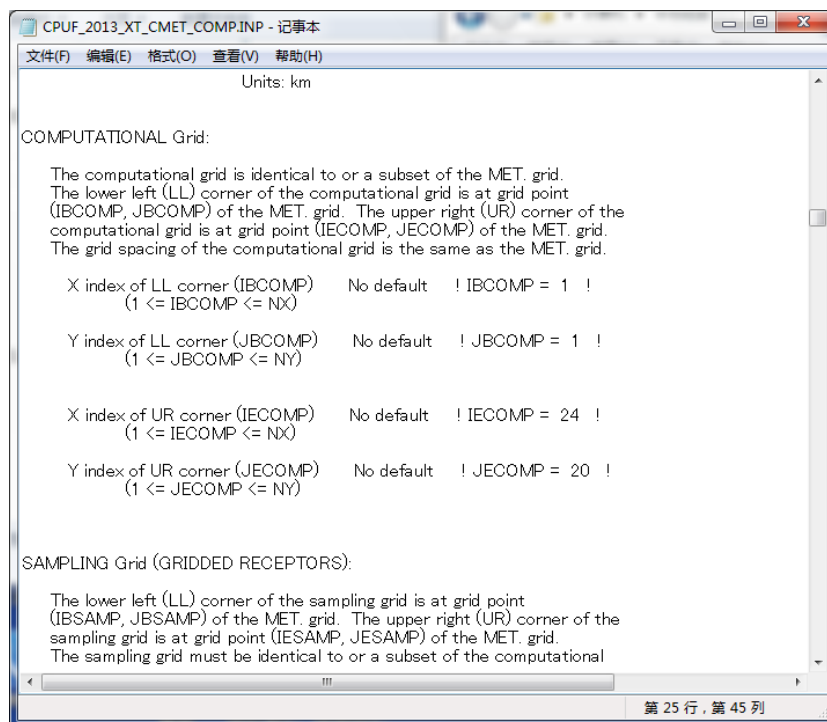 CPUF_2013_XT_CMET_COMP.INP - 记事本
文件(F) 编辑(E) 格式(O) 查看(V) 帮助(H)
Units: km
COMPUTATIONAL Grid:
The computational grid is identical to or a subset of the MET. grid.
The lower left (LL) corner of the computational grid is at grid point
(IBCOMP, JBCOMP) of the MET. grid. The upper right (UR) corner of the
computational grid is at grid point (IECOMP, JECOMP) of the MET. grid.
The grid spacing of the computational grid is the same as the MET. grid.
X index of LL corner (IBCOMP) No default ! IBCOMP = 1 !
(1 <= IBCOMP <= NX)
Y index of LL corner (JBCOMP) No default ! JBCOMP = 1 !
(1 <= JBCOMP <= NY)
X index of UR corner (IECOMP) No default ! IECOMP = 24 !
(1 <= IECOMP <= NX)
Y index of UR corner (JECOMP) No default ! JECOMP = 20 !
(1 <= JECOMP <= NY)
SAMPLING Grid (GRIDDED RECEPTORS):
The lower left (LL) corner of the sampling grid is at grid point
(IBSAMP, JBSAMP) of the MET. grid. The upper right (UR) corner of the
sampling grid is at grid point (IESAMP, JESAMP) of the MET. grid.
The sampling grid must be identical to or a subset of the computational
第 25 行 , 第 45 列